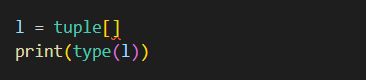 l = tuple[]
print(type(l))